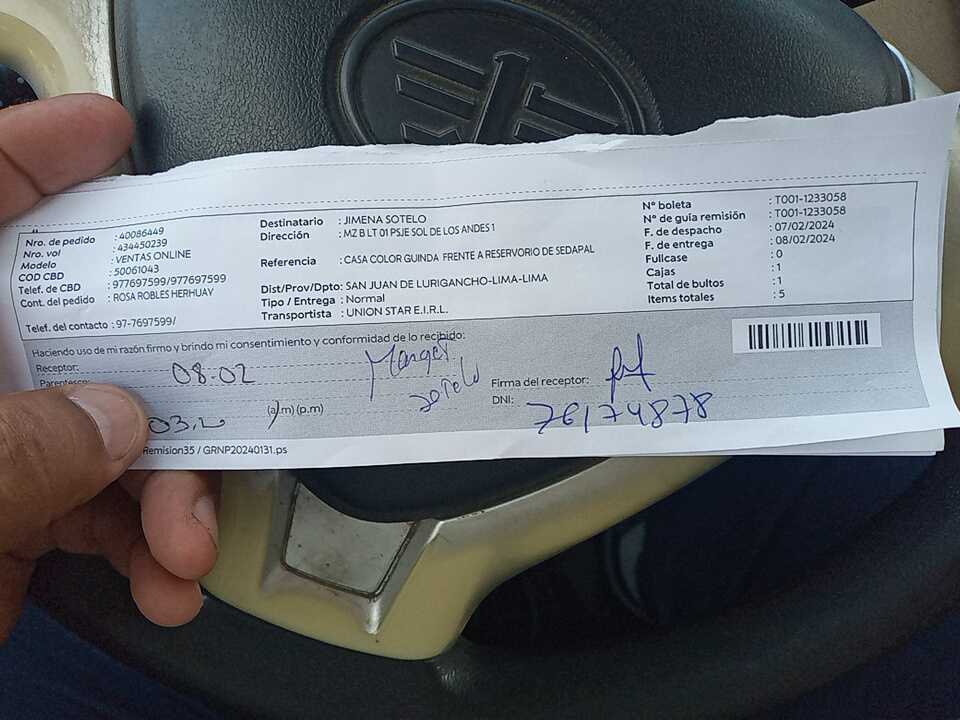 Nro. de pedido : 40086449
Nro. vol : 434450239
Modelo : VENTAS ONLINE
COD CBD : 50061043
Telef. de CBD : 977697599/977697599
Cont. del pedido : ROSA ROBLES HERHUAY
Telef. del contacto : 97-7697599/
Destinatario : JIMENA SOTELO
Dirección : MZ B LT 01 PSJE SOL DE LOS ANDES 1
Referencia : CASA COLOR GUINDA FRENTE A RESERVORIO DE SEDAPAL
Dist/Prov/Dpto: SAN JUAN DE LURIGANCHO-LIMA-LIMA
Tipo / Entrega : Normal
Transportista : UNION STAR E.I.R.L.
N° boleta : T001-1233058
N° de guía remisión : T001-1233058
F. de despacho : 07/02/2024
F. de entrega : 08/02/2024
Fullcase : 0
Cajas : 1
Total de bultos : 1
Items totales : 5
Haciendo uso de mi razón firmo y brindo mi consentimiento y conformidad de lo recibido:
Receptor:
Parentesco:
08-02
Sotelo
(a.m) (p.m)
Firma del receptor:
DNI: 76174878
Remision35 / GRNP20240131.ps